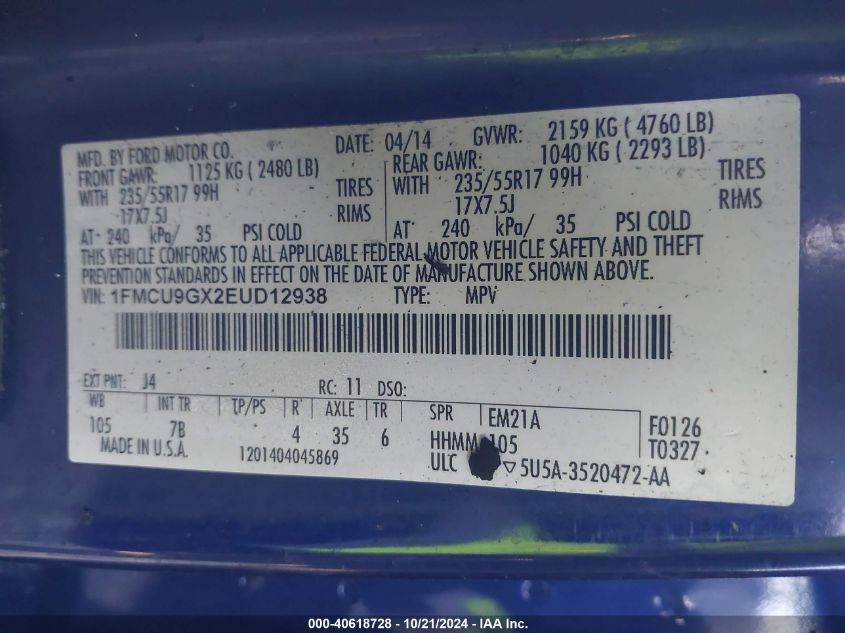 MFD. BY FORD MOTOR CO.
DATE: 04/14 GVWR: 2159 KG ( 4760 LB)
FRONT GAWR: 1125 KG ( 2480 LB)
WITH 235/55R17 99H TIRES
17X7.5J RIMS
AT 240 kPa/ 35 PSI COLD
REAR GAWR: 1040 KG ( 2293 LB)
WITH 235/55R17 99H TIRES
17X7.5J RIMS
AT 240 kPa/ 35 PSI COLD
THIS VEHICLE CONFORMS TO ALL APPLICABLE FEDERAL MOTOR VEHICLE SAFETY AND THEFT
PREVENTION STANDARDS IN EFFECT ON THE DATE OF MANUFACTURE SHOWN ABOVE.
VIN: 1FMCU9GX2EUD12938 TYPE: MPV
EXT PNT: J4 RC: 11 DSO:
WB INT TR TP/PS R AXLE TR SPR EM21A F0126
105 7B 4 35 6 HHMM 105 T0327
MADE IN U.S.A. 1201404045869 ULC ▽5U5A-3520472-AA
000-40618728 - 10/21/2024 - IAA Inc.